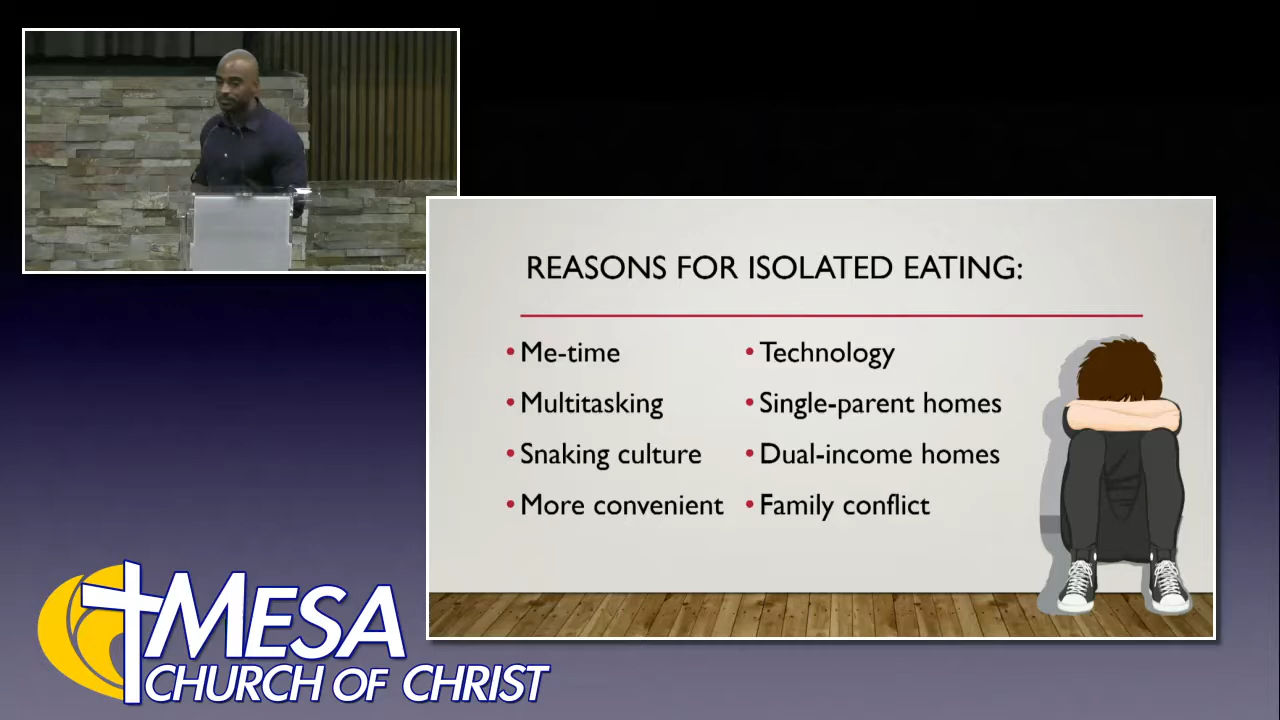 REASONS FOR ISOLATED EATING:
• Me-time
• Multitasking
• Snaking culture
• More convenient
• Technology
• Single-parent homes
• Dual-income homes
• Family conflict
MESA
CHURCH OF CHRIST